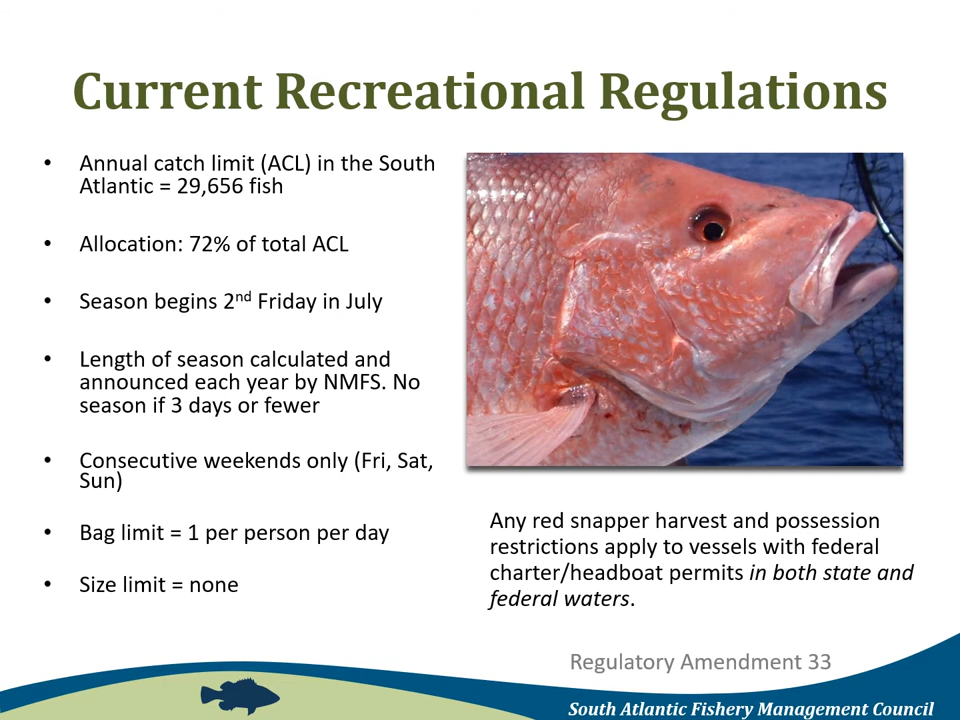 Current Recreational Regulations
• Annual catch limit (ACL) in the South
Atlantic = 29,656 fish
• Allocation: 72% of total ACL
• Season begins 2nd Friday in July
• Length of season calculated and
announced each year by NMFS. No
season if 3 days or fewer
• Consecutive weekends only (Fri, Sat,
Sun)
• Bag limit = 1 per person per day
• Size limit = none
Any red snapper harvest and possession
restrictions apply to vessels with federal
charter/headboat permits in both state and
federal waters.
Regulatory Amendment 33
South Atlantic Fishery Management Council